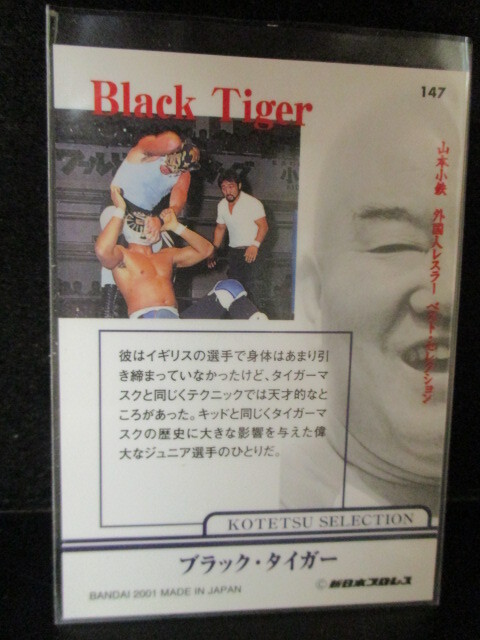 Black Tiger
147
山本小鉄 外国人レスラー ベスト・セレクション
彼はイギリスの選手で身体はあまり引
き締まっていなかったけど、タイガーマ
スクと同じくテクニックでは天才的なと
ころがあった。キッドと同じくタイガーマ
スクの歴史に大きな影響を与えた偉
大なジュニア選手のひとりだ。
KOTETSU SELECTION
ブラック・タイガー
BANDAI 2001 MADE IN JAPAN
©新日本プロレス